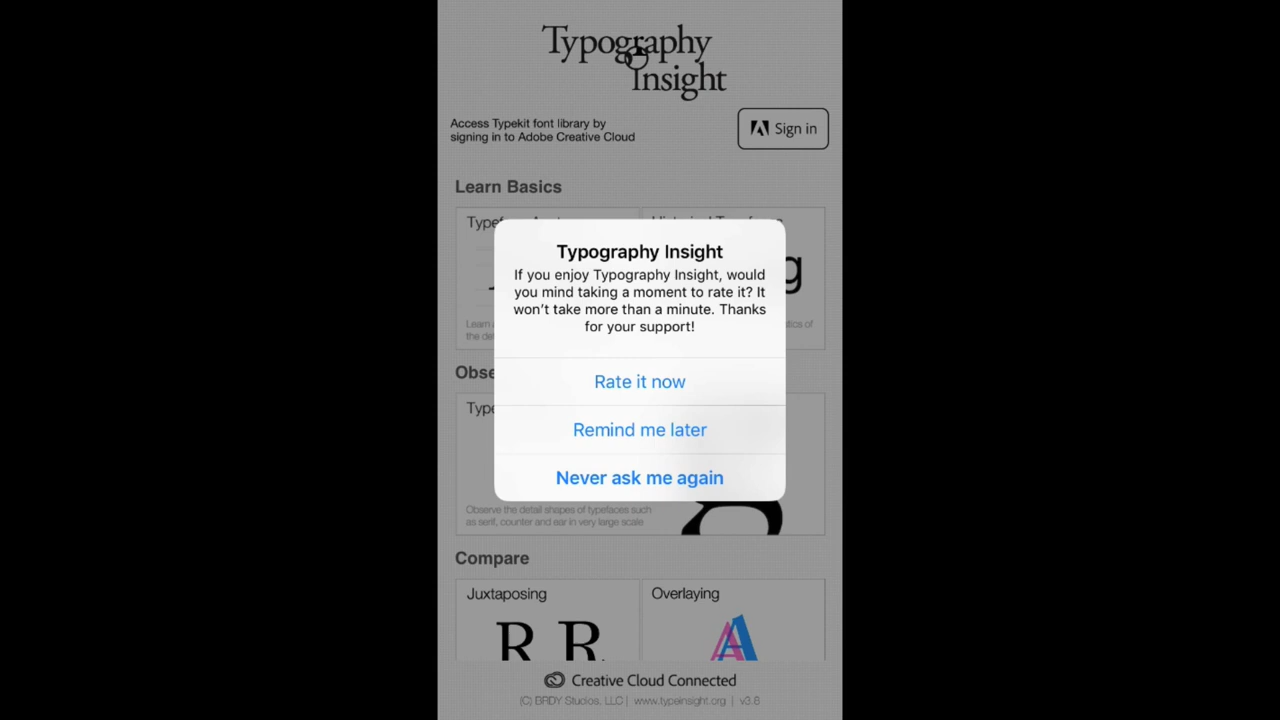 Typography
Insight
Access Typekit font library by
signing in to Adobe Creative Cloud
Sign in
Learn Basics
Typography Insight
If you enjoy Typography Insight, would
you mind taking a moment to rate it? It
won't take more than a minute. Thanks
for your support!
Rate it now
Remind me later
Never ask me again
Observe the detail shapes of typefaces such
as serif, counter and ear in very large scale
Compare
Juxtaposing
Overlaying
R R
A
Creative Cloud Connected
(C) BRDY Studios, LLC | www.typeinsight.org | v3.6